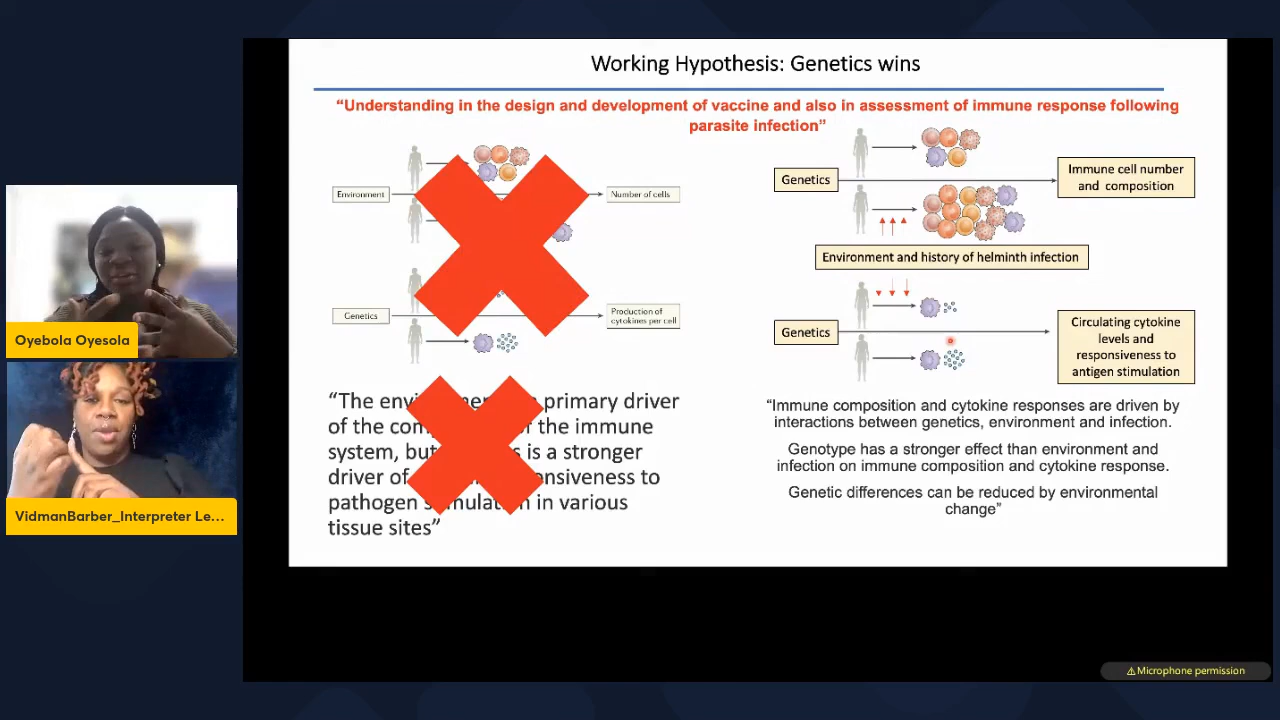 Working Hypothesis: Genetics wins
“Understanding in the design and development of vaccine and also in assessment of immune response following
parasite infection”
Environment
Number of cells
Genetics
Production of
cytokines per cell
“The primary driver
of the of the immune
system, is a stronger
driver of
pathogen in various
tissue sites”
Genetics
Immune cell number
and composition
Environment and history of helminth infection
Genetics
Circulating cytokine
levels and
responsiveness to
antigen stimulation
“Immune composition and cytokine responses are driven by
interactions between genetics, environment and infection.
Genotype has a stronger effect than environment and
infection on immune composition and cytokine response.
Genetic differences can be reduced by environmental
change”
Oyebola Oyesola
VidmanBarber_Interpreter Le...
⚠Microphone permission